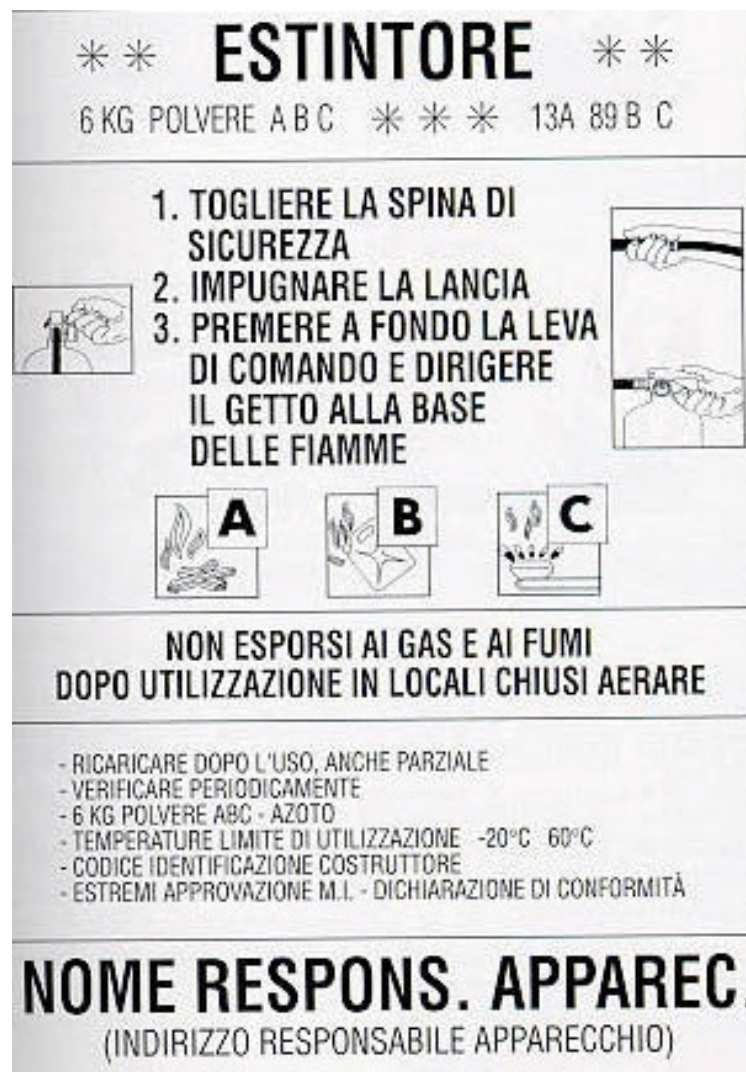 ESTINTORE
6 KG POLVERE A B C 13A 89 B C
1. TOGLIERE LA SPINA DI
SICUREZZA
2. IMPUGNARE LA LANCIA
3. PREMERE A FONDO LA LEVA
DI COMANDO E DIRIGERE
IL GETTO ALLA BASE
DELLE FIAMME
A B C
NON ESPORSI AI GAS E AI FUMI
DOPO UTILIZZAZIONE IN LOCALI CHIUSI AERARE
- RICARICARE DOPO L'USO, ANCHE PARZIALE
- VERIFICARE PERIODICAMENTE
- 6 KG POLVERE ABC - AZOTO
- TEMPERATURE LIMITE DI UTILIZZAZIONE -20°C 60°C
- CODICE IDENTIFICAZIONE COSTRUTTORE
- ESTREMI APPROVAZIONE M.I. - DICHIARAZIONE DI CONFORMITÀ
NOME RESPONS. APPAREC.
(INDIRIZZO RESPONSABILE APPARECCHIO)